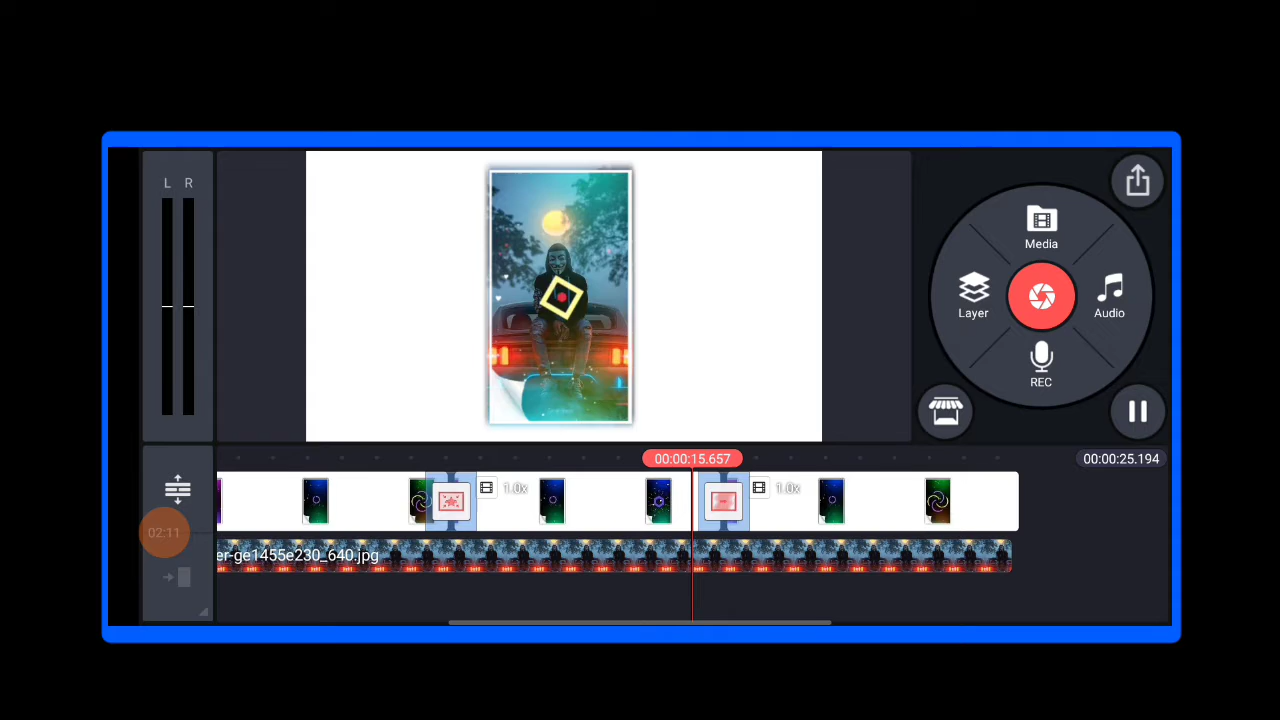 L R
Media
Layer
Audio
REC
00:00:15.657
00:00:25.194
1.0x
1.0x
02:11
er-ge1455e230_640.jpg